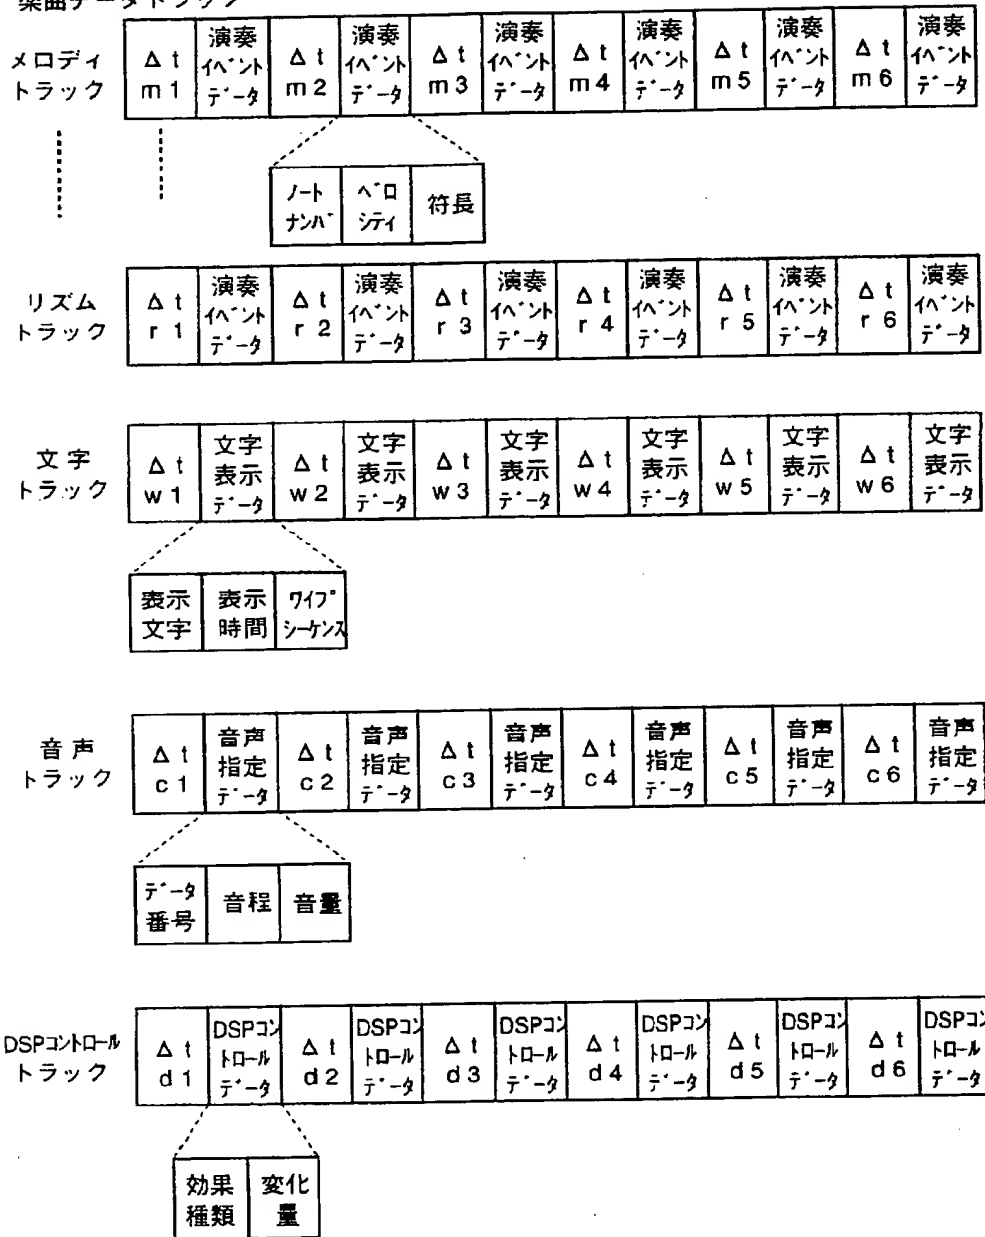 楽曲データトラック
メロディ
トラック
Δt
m1
演奏
イベント
データ
Δt
m2
演奏
イベント
データ
Δt
m3
演奏
イベント
データ
Δt
m4
演奏
イベント
データ
Δt
m5
演奏
イベント
データ
Δt
m6
演奏
イベント
データ
ノート
ナンバ
ベロ
シティ
符長
リズム
トラック
Δt
r1
演奏
イベント
データ
Δt
r2
演奏
イベント
データ
Δt
r3
演奏
イベント
データ
Δt
r4
演奏
イベント
データ
Δt
r5
演奏
イベント
データ
Δt
r6
演奏
イベント
データ
文字
トラック
Δt
w1
文字
表示
データ
Δt
w2
文字
表示
データ
Δt
w3
文字
表示
データ
Δt
w4
文字
表示
データ
Δt
w5
文字
表示
データ
Δt
w6
文字
表示
データ
表示
文字
表示
時間
ワイプ
シーケンス
音声
トラック
Δt
c1
音声
指定
データ
Δt
c2
音声
指定
データ
Δt
c3
音声
指定
データ
Δt
c4
音声
指定
データ
Δt
c5
音声
指定
データ
Δt
c6
音声
指定
データ
データ
番号
音程
音量
DSPコントロール
トラック
Δt
d1
DSPコン
トロール
データ
Δt
d2
DSPコン
トロール
データ
Δt
d3
DSPコン
トロール
データ
Δt
d4
DSPコン
トロール
データ
Δt
d5
DSPコン
トロール
データ
Δt
d6
DSPコン
トロール
データ
効果
種類
変化
量